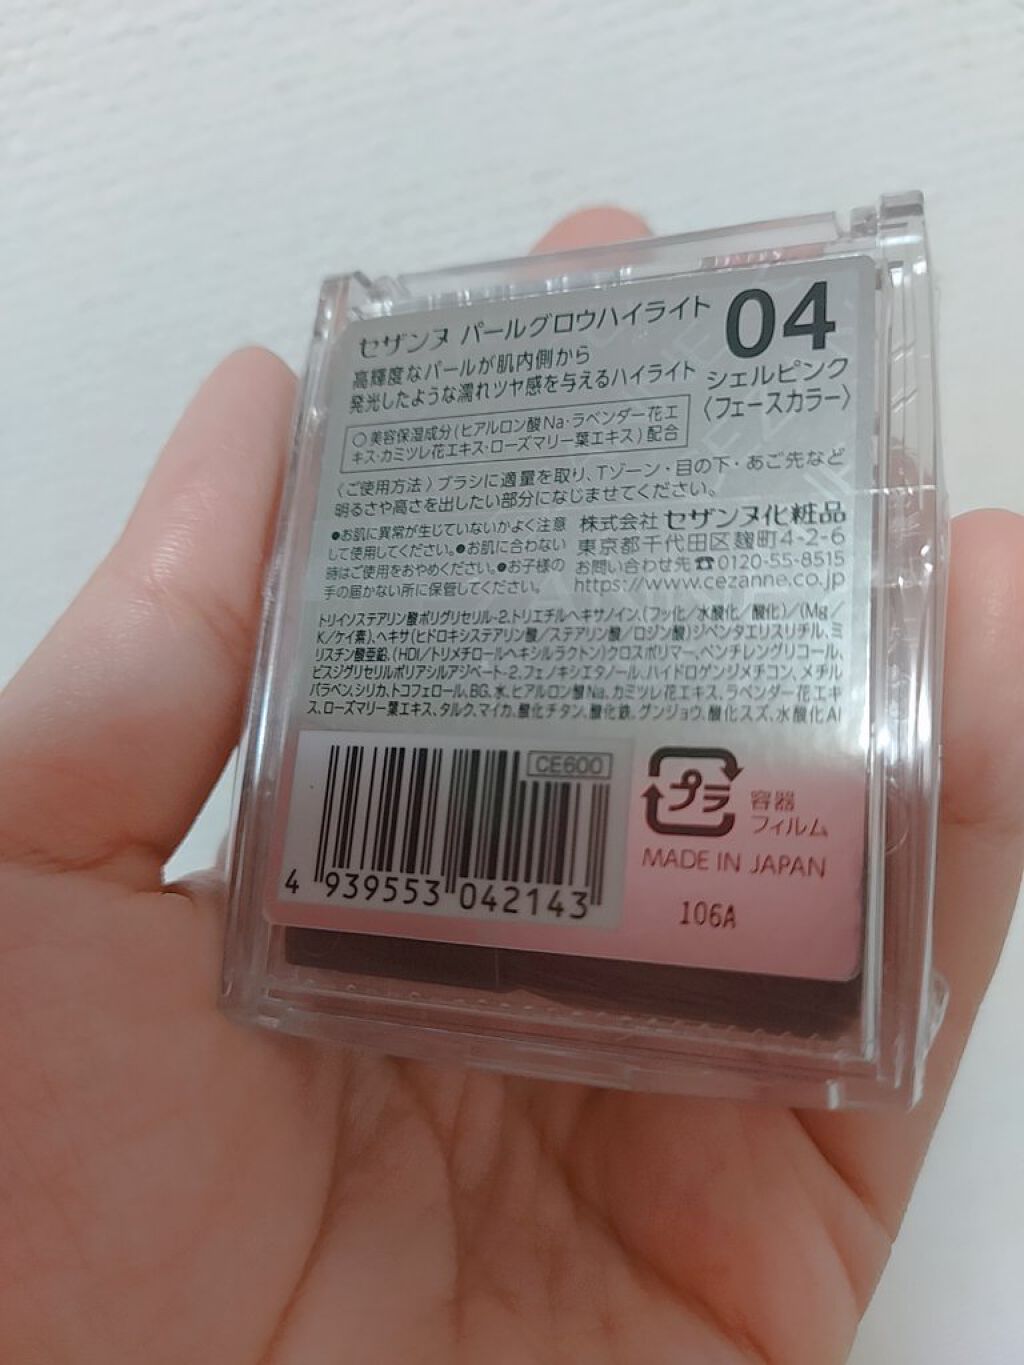 セザンヌ パールグロウハイライト
04
高輝度なパールが肌内側から
発光したような濡れツヤ感を与えるハイライト
シェルピンク
〈フェースカラー〉
○美容保湿成分(ヒアルロン酸Na・ラベンダー花エ
キス・カミツレ花エキス・ローズマリー葉エキス)配合
〈ご使用方法〉ブラシに適量を取り、Tゾーン・目の下・あご先など
明るさや高さを出したい部分になじませてください。
●お肌に異常が生じていないかよく注意
して使用してください。●お肌に合わない
時はご使用をおやめください。●お子様の
手の届かない所に保管してください。
株式会社 セザンヌ化粧品
東京都千代田区麹町4-2-6
お問い合わせ先☎0120-55-8515
https://www.cezanne.co.jp
トリイソステアリン酸ポリグリセリル-2、トリエチルヘキサノイン、(フッ化/水酸化/酸化)/(Mg/
K/ケイ素)、ヘキサ(ヒドロキシステアリン酸/ステアリン酸/ロジン酸)ジペンタエリスリチル、ミ
リスチン酸亜鉛、(HDI/トリメチロールヘキシルラクトン)クロスポリマー、ペンチレングリコール、
ビスジグリセリルポリアシルアジペート-2、フェノキシエタノール、ハイドロゲンジメチコン、メチル
パラベン、シリカ、トコフェロール、BG、水、ヒアルロン酸Na、カミツレ花エキス、ラベンダー花エキ
ス、ローズマリー葉エキス、タルク、マイカ、酸化チタン、酸化鉄、グンジョウ、酸化スズ、水酸化Al
CE600
4 939553 042143
プラ
容器
フィルム
MADE IN JAPAN
106A